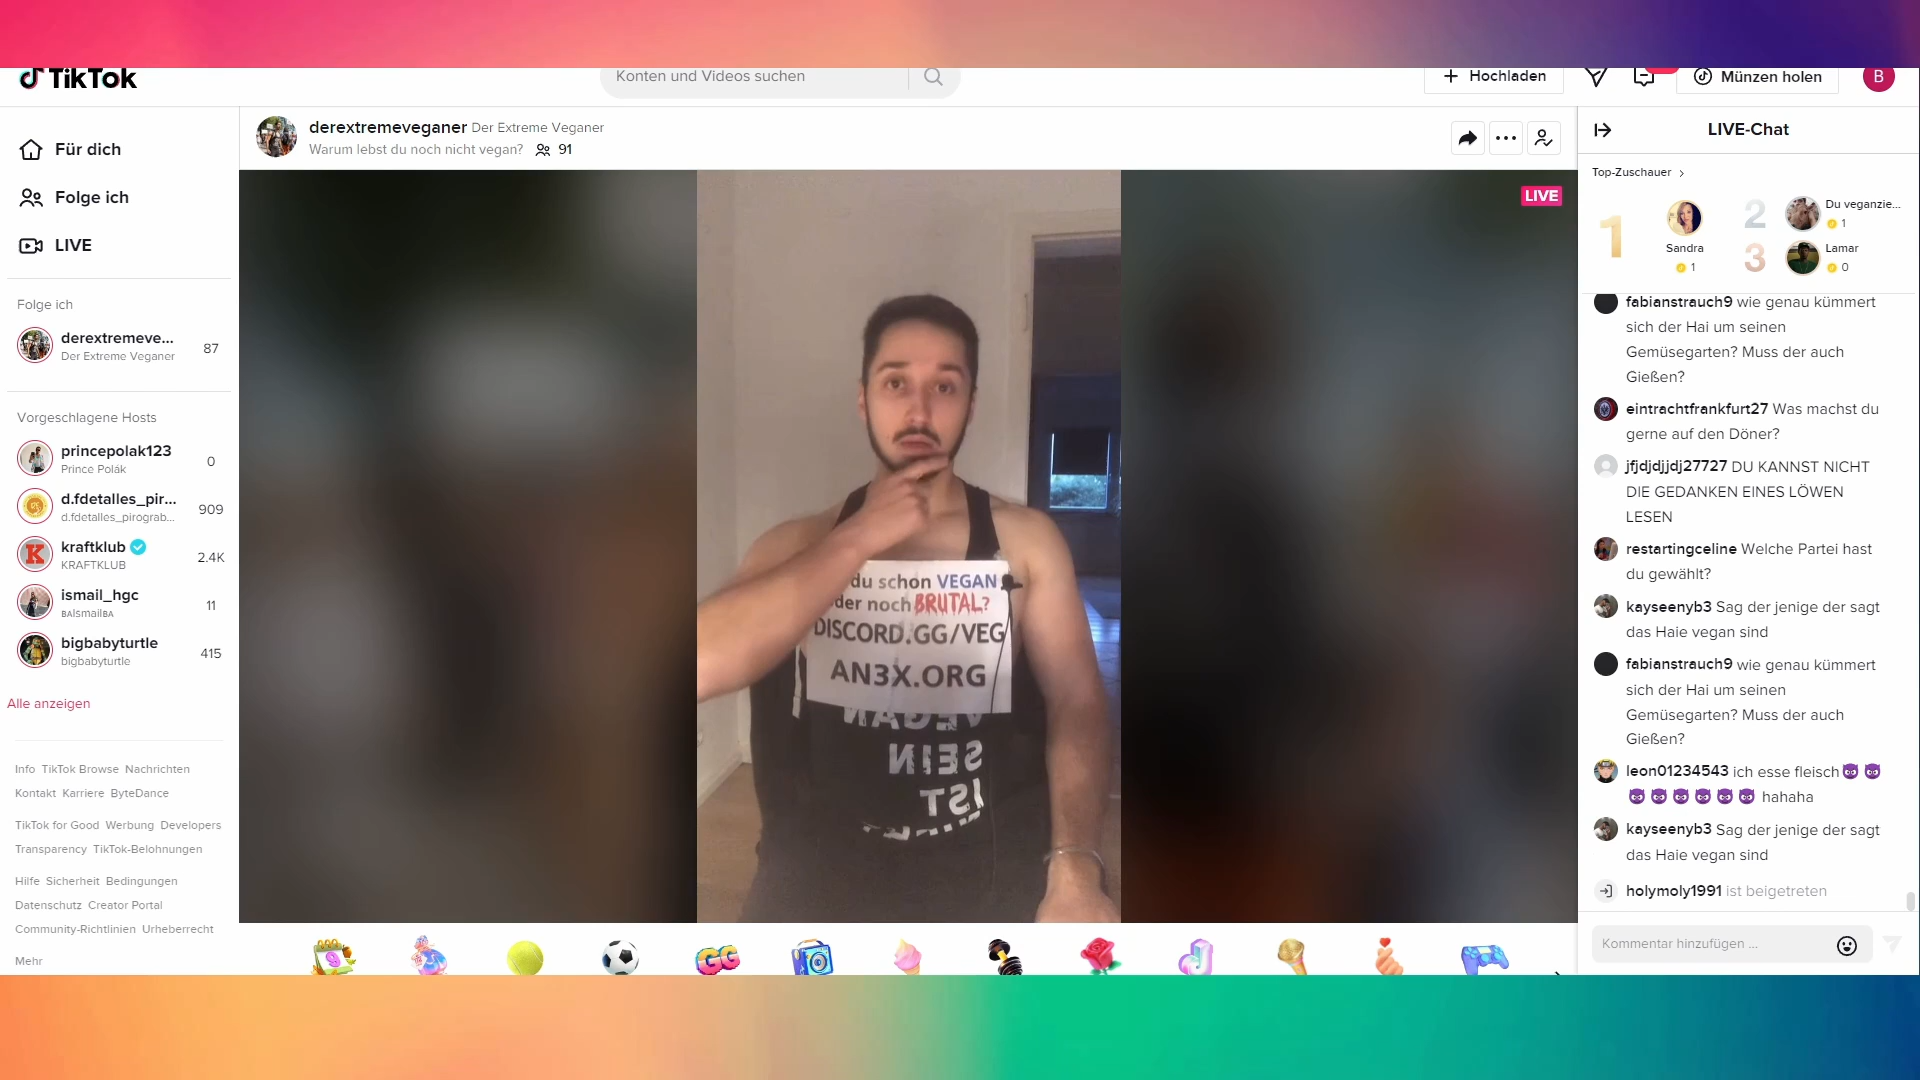 TikTok
Konten und Videos suchen
Hochladen
Münzen holen
B
Für dich
Folge ich
LIVE
Folge ich
derextremeve...
Der Extreme Veganer
87
Vorgeschlagene Hosts
princepolak123
Prince Polák
0
d.fdetalles_pir...
d.fdetalles_pirograb...
909
kraftklub
KRAFTKLUB
2.4K
ismail_hgc
ʙᴀIsmailʙᴀ
11
bigbabyturtle
bigbabyturtle
415
Alle anzeigen
Info TikTok Browse Nachrichten
Kontakt Karriere ByteDance
TikTok for Good Werbung Developers
Transparency TikTok-Belohnungen
Hilfe Sicherheit Bedingungen
Datenschutz Creator Portal
Community-Richtlinien Urheberrecht
Mehr
derextremeveganer Der Extreme Veganer
Warum lebst du noch nicht vegan? 91
LIVE
du schon VEGAN
der noch BRUTAL?
DISCORD.GG/VEG
AN3X.ORG
VEGAN
SEIN
IST
9
GG
LIVE-Chat
Top-Zuschauer
1
Sandra
1
2
Du veganzie...
1
3
Lamar
0
fabianstrauch9 wie genau kümmert
sich der Hai um seinen
Gemüsegarten? Muss der auch
Gießen?
eintrachtfrankfurt27 Was machst du
gerne auf den Döner?
jfjdjdjjdj27727 DU KANNST NICHT
DIE GEDANKEN EINES LÖWEN
LESEN
restartingceline Welche Partei hast
du gewählt?
kayseenyb3 Sag der jenige der sagt
das Haie vegan sind
fabianstrauch9 wie genau kümmert
sich der Hai um seinen
Gemüsegarten? Muss der auch
Gießen?
leon01234543 ich esse fleisch😈😈
😈😈😈😈😈😈 hahaha
kayseenyb3 Sag der jenige der sagt
das Haie vegan sind
holymoly1991 ist beigetreten
Kommentar hinzufügen ...